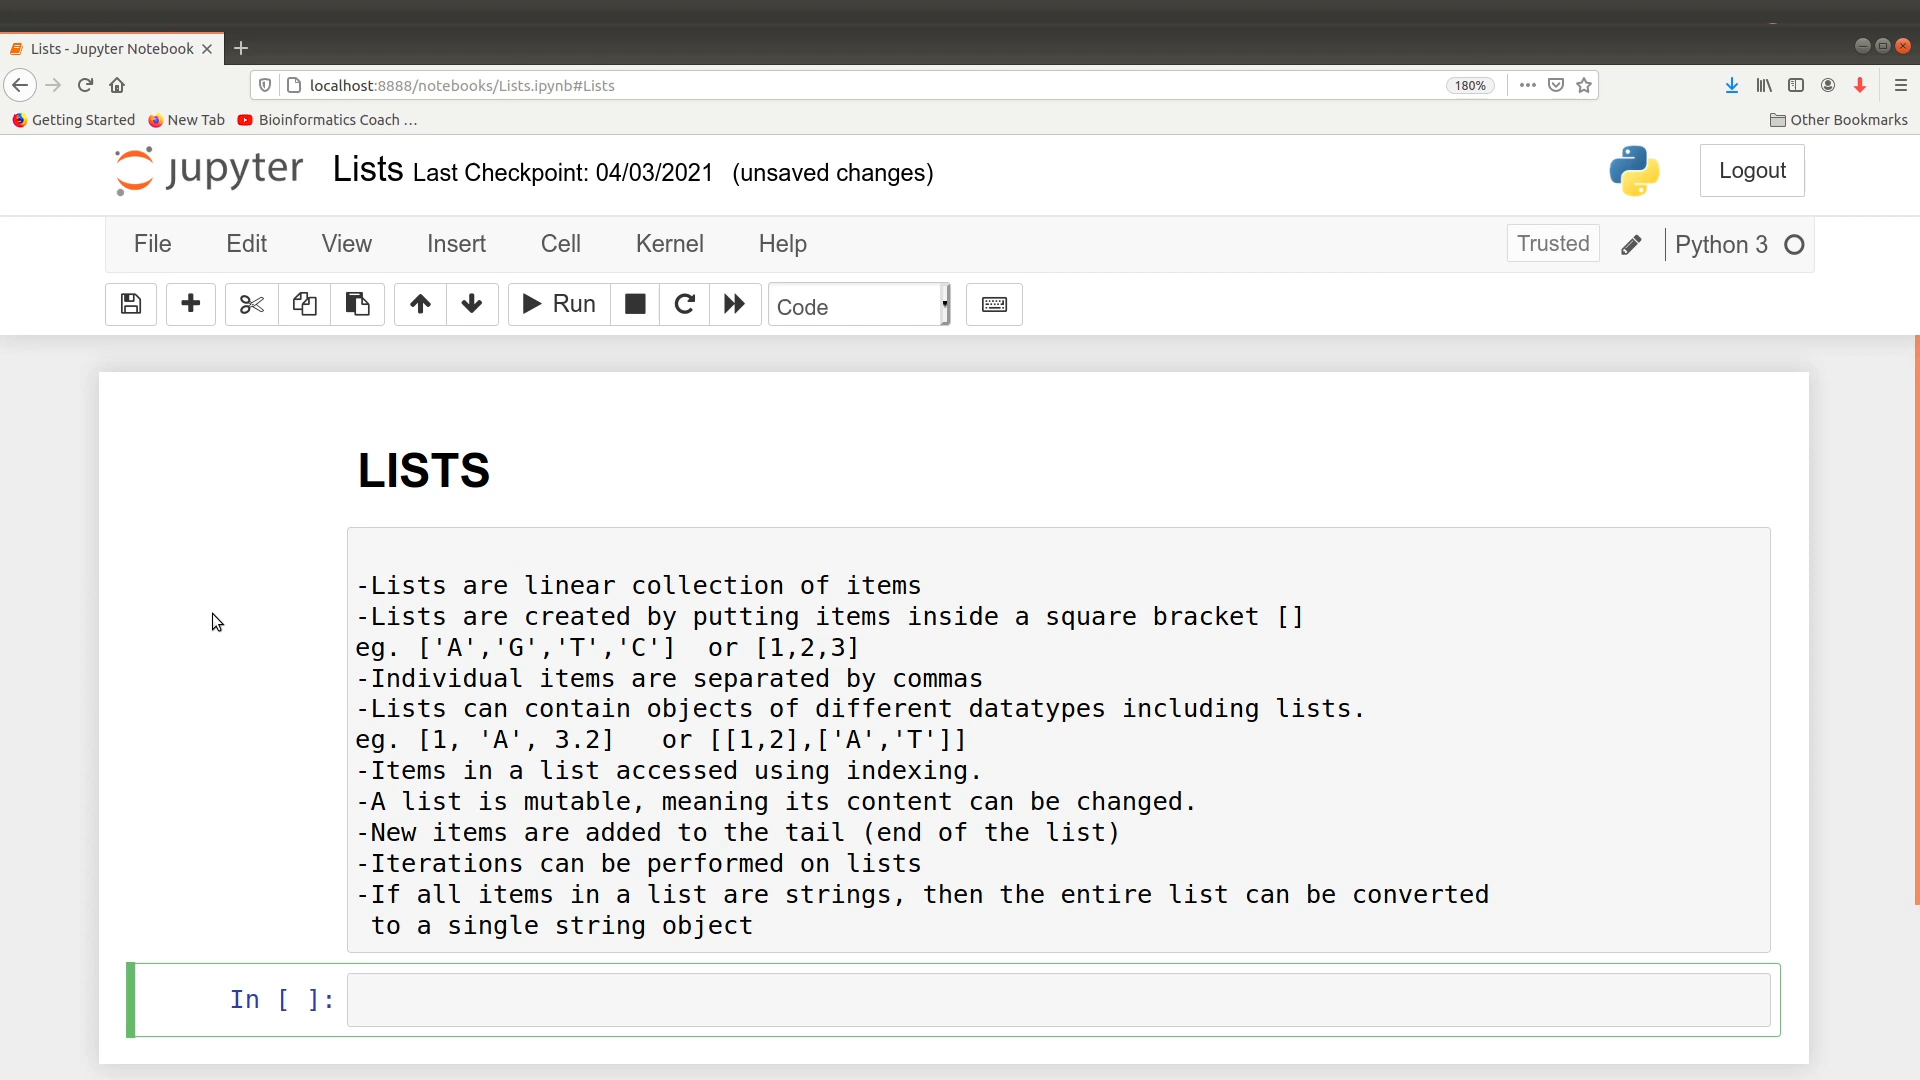 Lists - Jupyter Notebook
localhost:8888/notebooks/Lists.ipynb#Lists
180%
Getting Started
New Tab
Bioinformatics Coach ...
Other Bookmarks
jupyter
Lists Last Checkpoint: 04/03/2021 (unsaved changes)
Logout
File Edit View Insert Cell Kernel Help
Trusted
Python 3
Run
Code
LISTS
-Lists are linear collection of items
-Lists are created by putting items inside a square bracket []
eg. ['A','G','T','C']  or [1,2,3]
-Individual items are separated by commas
-Lists can contain objects of different datatypes including lists.
eg. [1, 'A', 3.2]   or [[1,2],['A','T']]
-Items in a list accessed using indexing.
-A list is mutable, meaning its content can be changed.
-New items are added to the tail (end of the list)
-Iterations can be performed on lists
-If all items in a list are strings, then the entire list can be converted
 to a single string object
In [ ]: